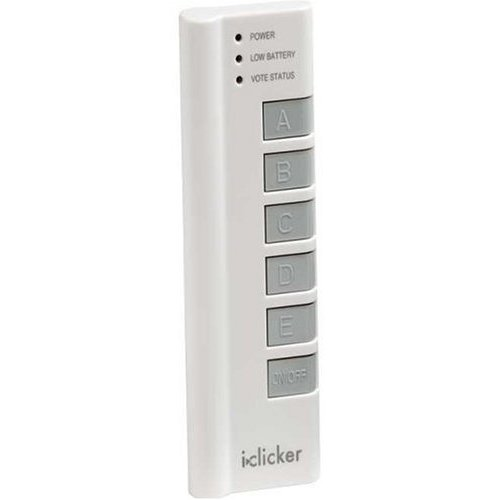 POWER
LOW BATTERY
VOTE STATUS
A
B
C
D
E
ON/OFF
i>clicker